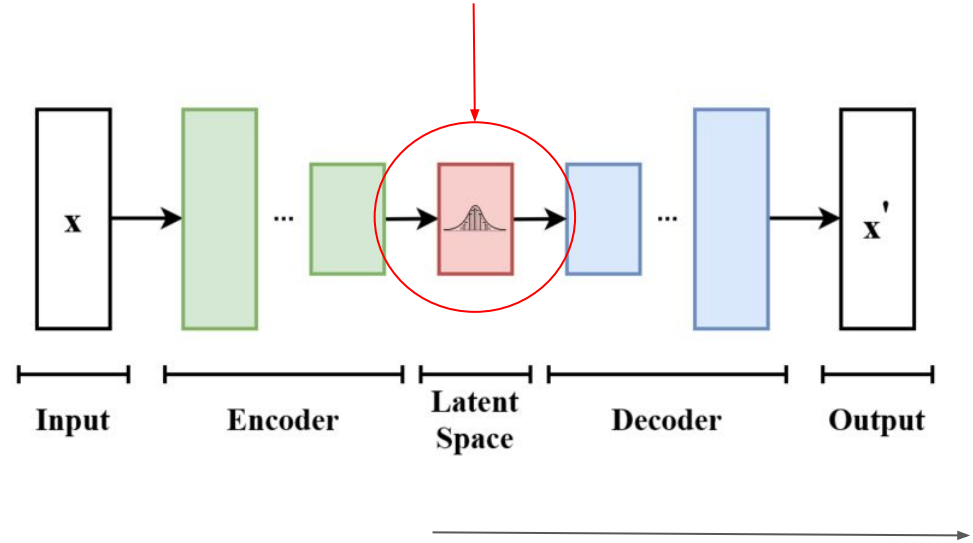 x
...
...
x'
Input
Encoder
Latent
Space
Decoder
Output